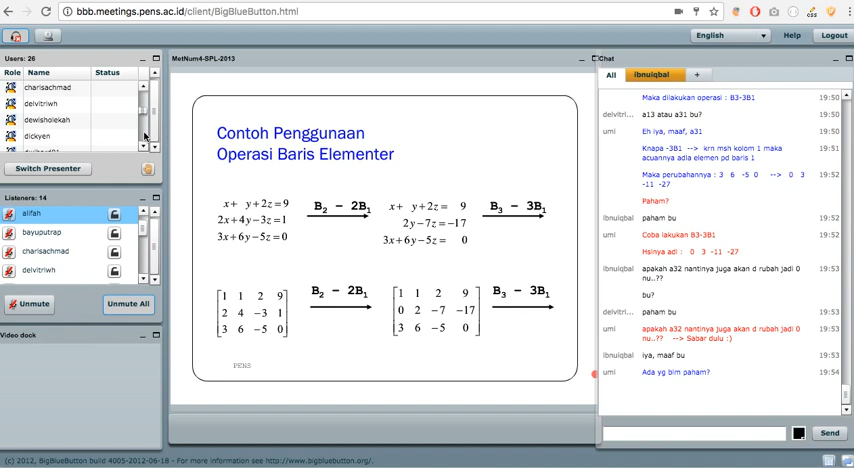 bbb.meetings.pens.ac.id/client/BigBlueButton.html
English
Help
Logout
Users: 26
Role Name Status
charisachmad
delvitriwh
dewisholekah
dickyen
Switch Presenter
Listeners: 14
alifah
bayuputrap
charisachmad
delvitriwh
Unmute
Unmute All
Video dock
MetNum4-SPL-2013
Contoh Penggunaan
Operasi Baris Elementer
x + y + 2z = 9
2x + 4y − 3z = 1
3x + 6y − 5z = 0
B2 − 2B1
x + y + 2z = 9
2y − 7z = −17
3x + 6y − 5z = 0
B3 − 3B1
1 1 2 9
2 4 −3 1
3 6 −5 0
B2 − 2B1
1 1 2 9
0 2 −7 −17
3 6 −5 0
B3 − 3B1
PENS
Chat
All ibnuiqbal +
Maka dilakukan operasi : B3-3B1 19:50
delvitri... a13 atau a31 bu? 19:50
umi Eh iya, maaf, a31 19:50
Knapa -3B1 --> krn msh kolom 1 maka 19:51
acuannya adla elemen pd baris 1
Maka perubahannya : 3 6 -5 0 --> 0 3 19:52
-11 -27
Paham?
ibnuiqbal paham bu 19:52
umi Coba lakukan B3-3B1 19:52
Hsinya adi : 0 3 -11 -27
ibnuiqbal apakah a32 nantinya juga akan d rubah jadi 0 19:53
nu..??
bu?
delvitri... paham bu 19:53
umi apakah a32 nantinya juga akan d rubah jadi 0 19:53
nu..?? --> Sabar dulu :)
ibnuiqbal iya, maaf bu 19:53
umi Ada yg blm paham? 19:54
Send
(c) 2012, BigBlueButton build 4005-2012-06-18 - For more information see http://www.bigbluebutton.org/.